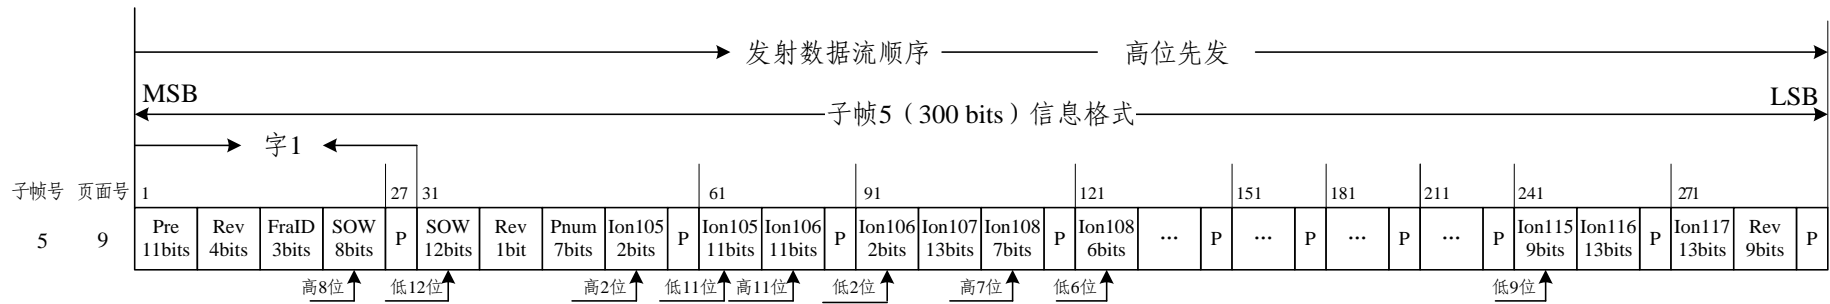 发射数据流顺序 高位先发
MSB LSB
子帧5（300 bits）信息格式
字1
子帧号 页面号 1 27 31 61 91 121 151 181 211 241 271
5 9 Pre 11bits Rev 4bits FraID 3bits SOW 8bits P SOW 12bits Rev 1bit Pnum 7bits Ion105 2bits P Ion105 11bits Ion106 11bits P Ion106 2bits Ion107 13bits Ion108 7bits P Ion108 6bits ... P ... P ... P ... P Ion115 9bits Ion116 13bits P Ion117 13bits Rev 9bits P
高8位 低12位 高2位 低11位 高11位 低2位 高7位 低6位 低9位